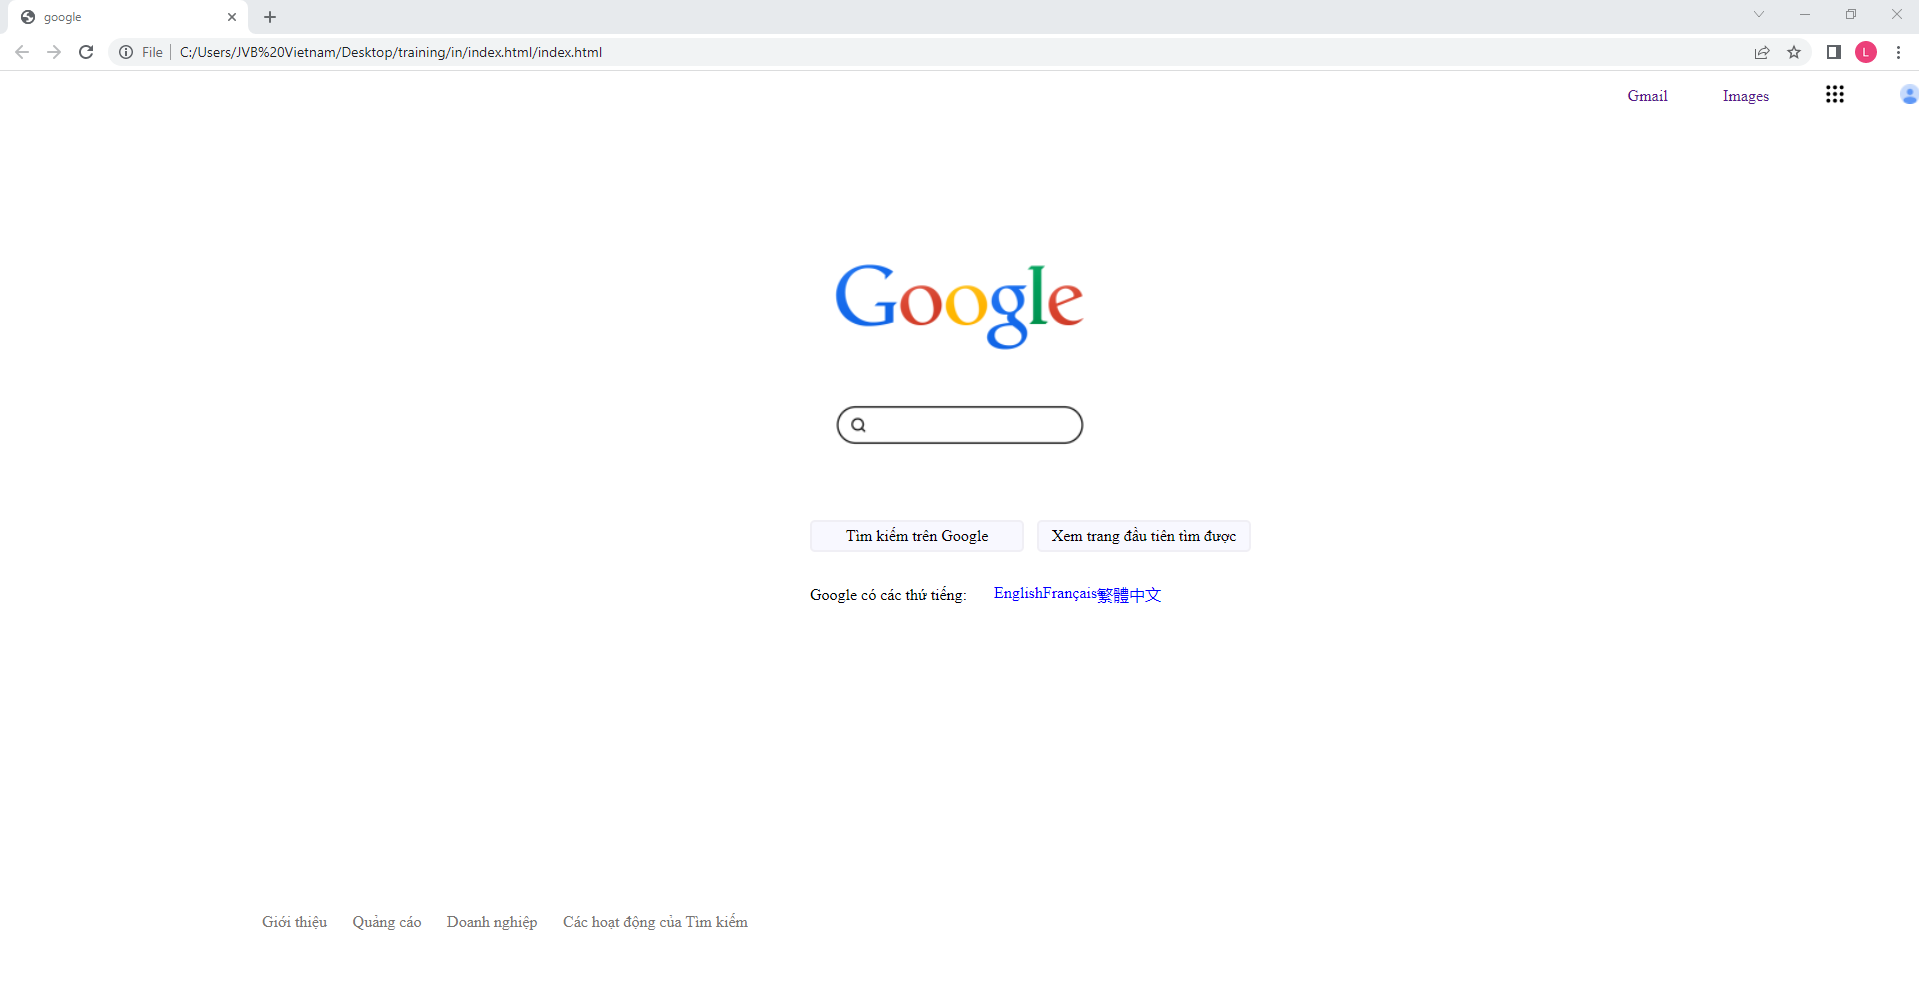 google
File C:/Users/JVB%20Vietnam/Desktop/training/in/index.html/index.html
L
Gmail Images
Google
Tìm kiếm trên Google Xem trang đầu tiên tìm được
Google có các thứ tiếng: EnglishFrançais繁體中文
Giới thiệu Quảng cáo Doanh nghiệp Các hoạt động của Tìm kiếm